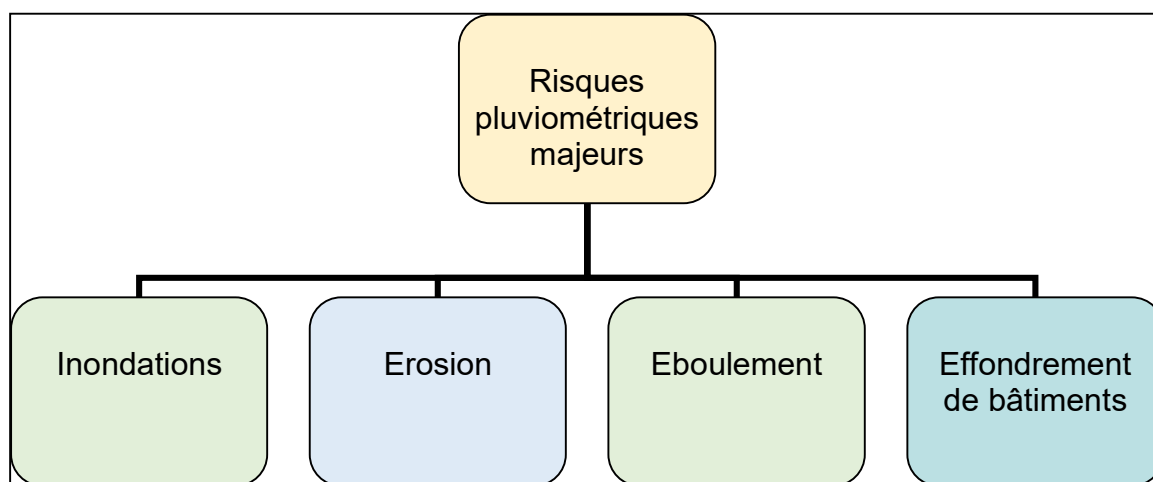 Risques
pluviométriques
majeurs
Inondations
Erosion
Eboulement
Effondrement
de bâtiments